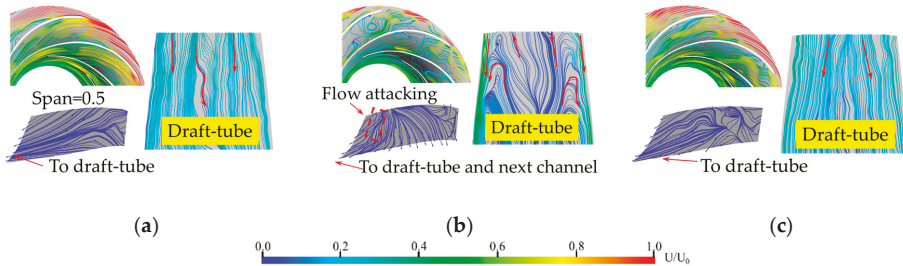 Span=0.5
Draft-tube
To draft-tube
(a)
Flow attacking
Draft-tube
To draft-tube and next channel
(b)
Draft-tube
To draft-tube
(c)
0.0 0.2 0.4 0.6 0.8 1.0
U/U₀